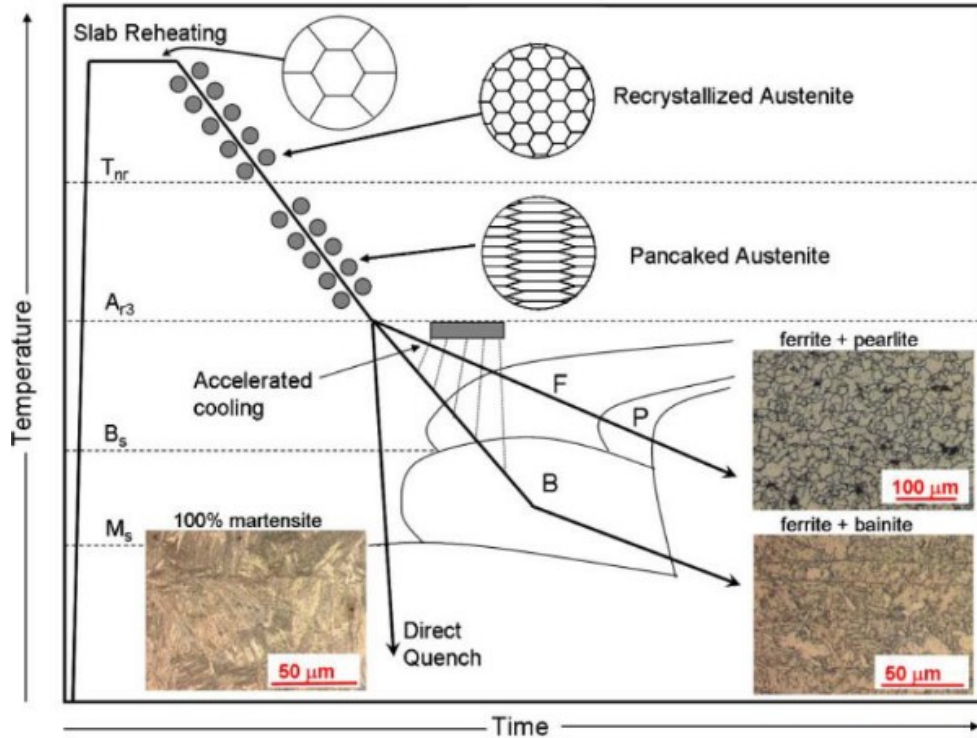 Slab Reheating
Recrystallized Austenite
Tnr
Pancaked Austenite
Ar3
ferrite + pearlite
Accelerated
cooling
F
P
100 μm
Bs
B
Ms
100% martensite
ferrite + bainite
Direct
Quench
50 μm
50 μm
Temperature
Time